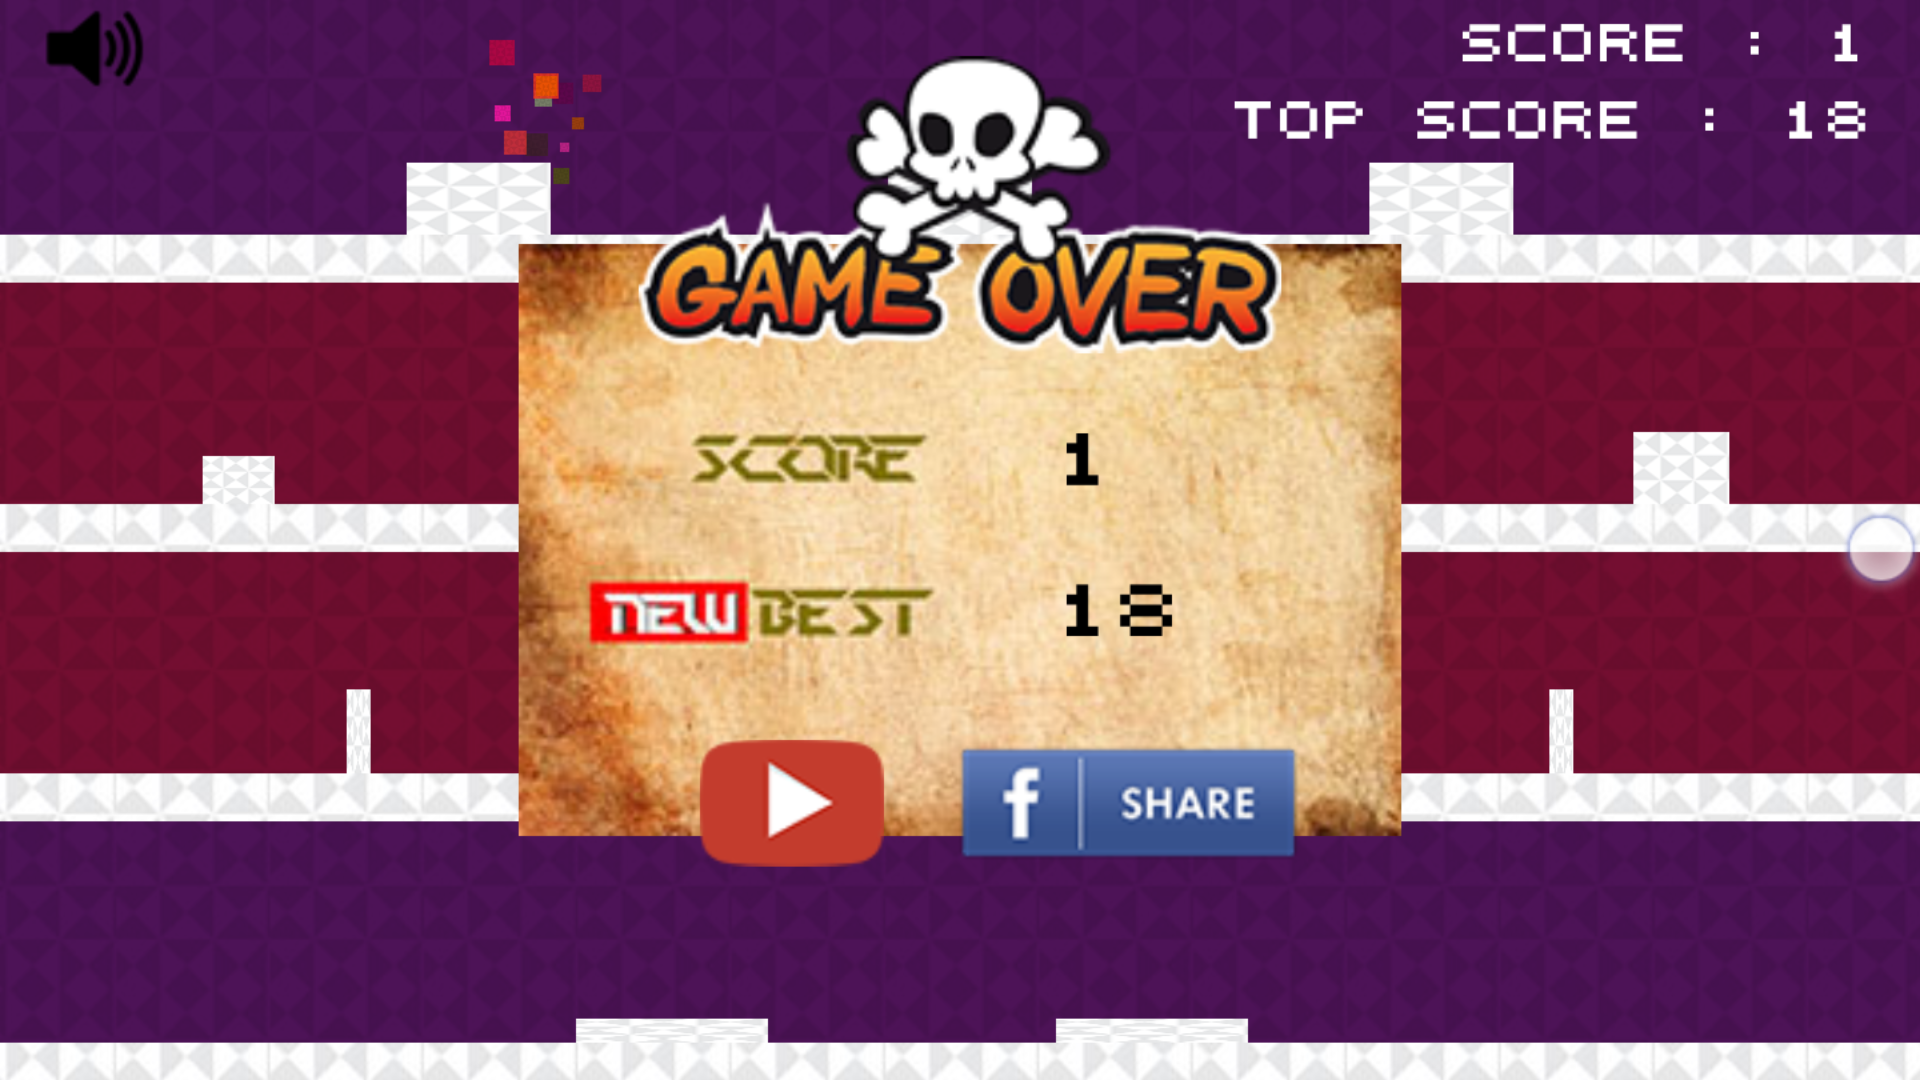 SCORE : 1
TOP SCORE : 18
GAME OVER
SCORE 1
NEW BEST 18
f SHARE